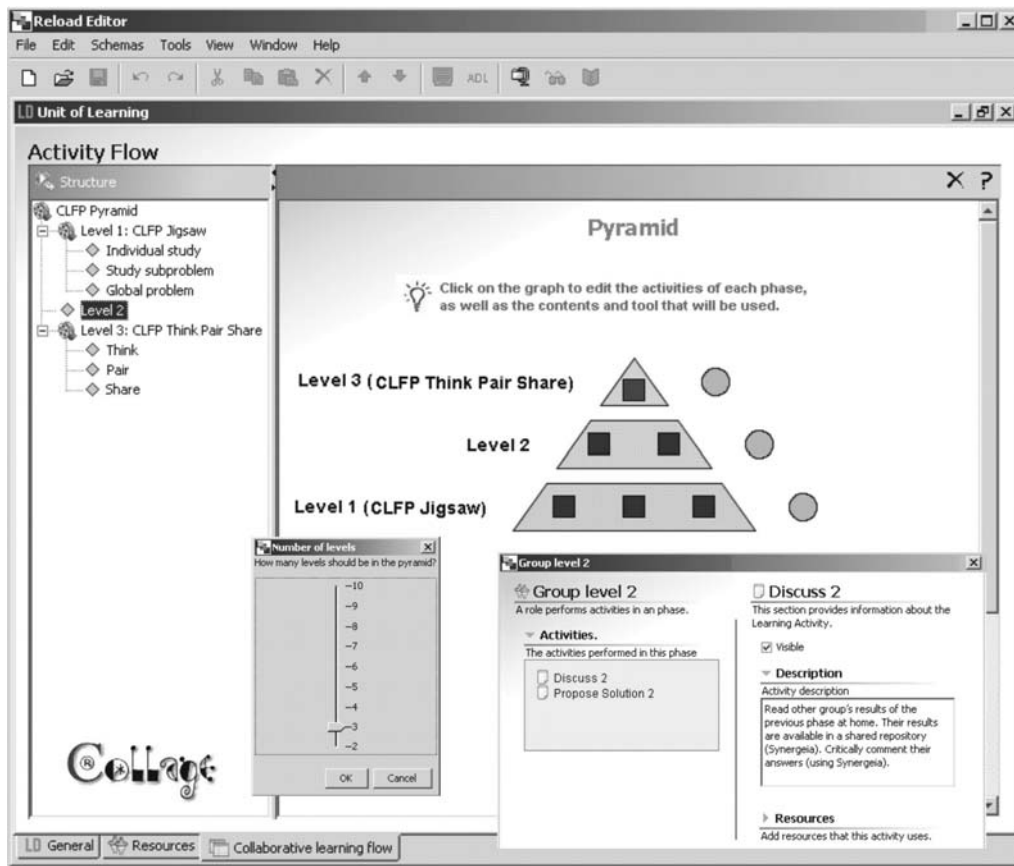 Reload Editor
File Edit Schemas Tools View Window Help
ADL
LD Unit of Learning
Activity Flow
Structure
CLFP Pyramid
Level 1: CLFP Jigsaw
Individual study
Study subproblem
Global problem
Level 2
Level 3: CLFP Think Pair Share
Think
Pair
Share
?
Pyramid
Click on the graph to edit the activities of each phase,
as well as the contents and tool that will be used.
Level 3 (CLFP Think Pair Share)
Level 2
Level 1 (CLFP Jigsaw)
Number of levels
How many levels should be in the pyramid?
-10
-9
-8
-7
-6
-5
-4
-3
-2
OK Cancel
Group level 2
Group level 2
A role performs activities in an phase.
Activities.
The activities performed in this phase
Discuss 2
Propose Solution 2
Discuss 2
This section provides information about the
Learning Activity.
Visible
Description
Activity description
Read other group's results of the
previous phase at home. Their results
are available in a shared repository
(Synergeia). Critically comment their
answers (using Synergeia).
Resources
Add resources that this activity uses.
Collage
®
LD General Resources Collaborative learning flow